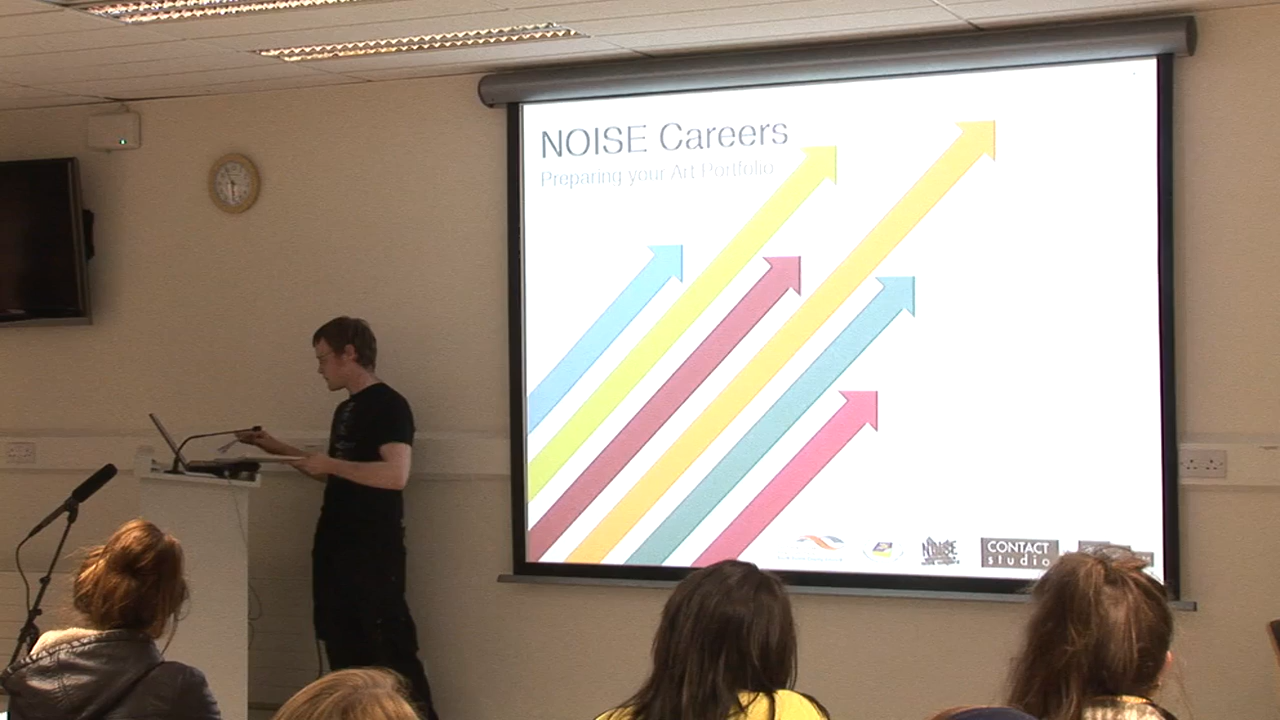 NOISE Careers
Preparing your Art Portfolio
NOISE
CONTACT
studio